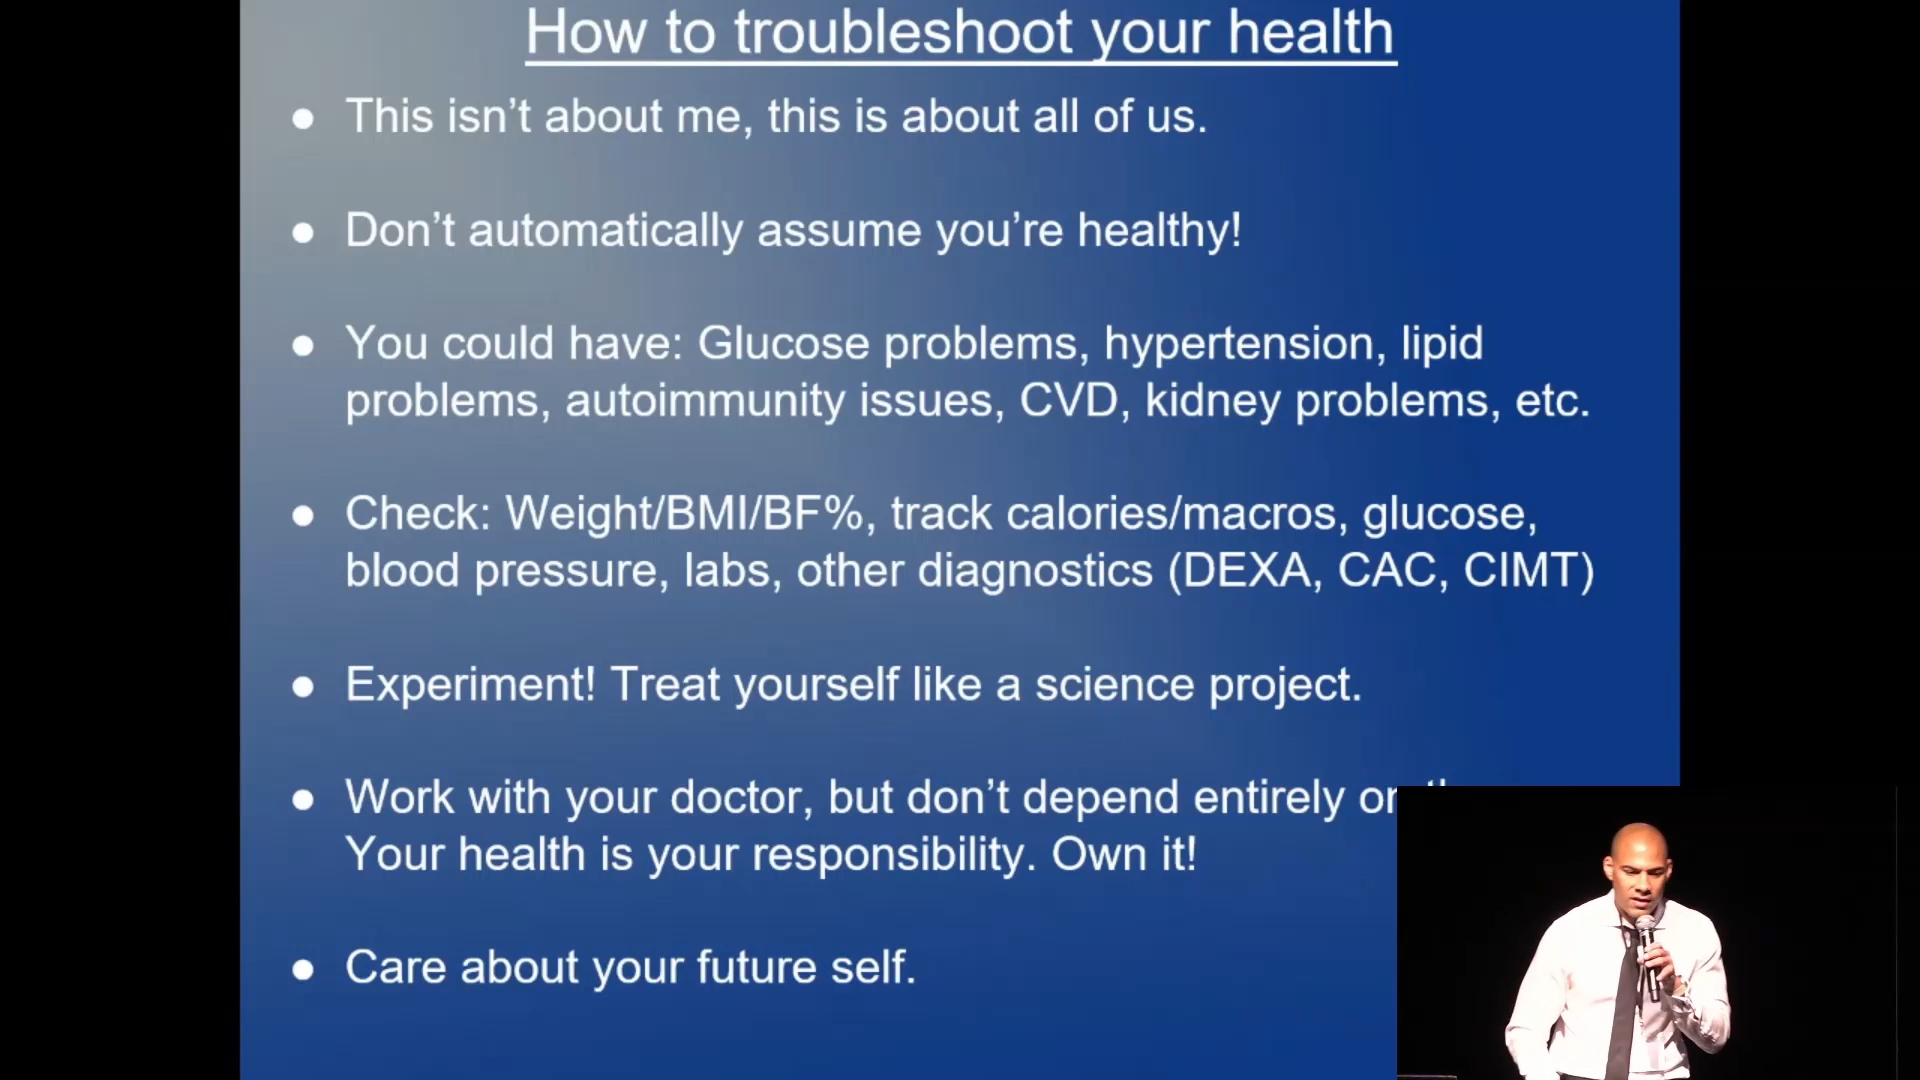 How to troubleshoot your health
● This isn’t about me, this is about all of us.
● Don’t automatically assume you’re healthy!
● You could have: Glucose problems, hypertension, lipid
problems, autoimmunity issues, CVD, kidney problems, etc.
● Check: Weight/BMI/BF%, track calories/macros, glucose,
blood pressure, labs, other diagnostics (DEXA, CAC, CIMT)
● Experiment! Treat yourself like a science project.
● Work with your doctor, but don’t depend entirely
Your health is your responsibility. Own it!
● Care about your future self.